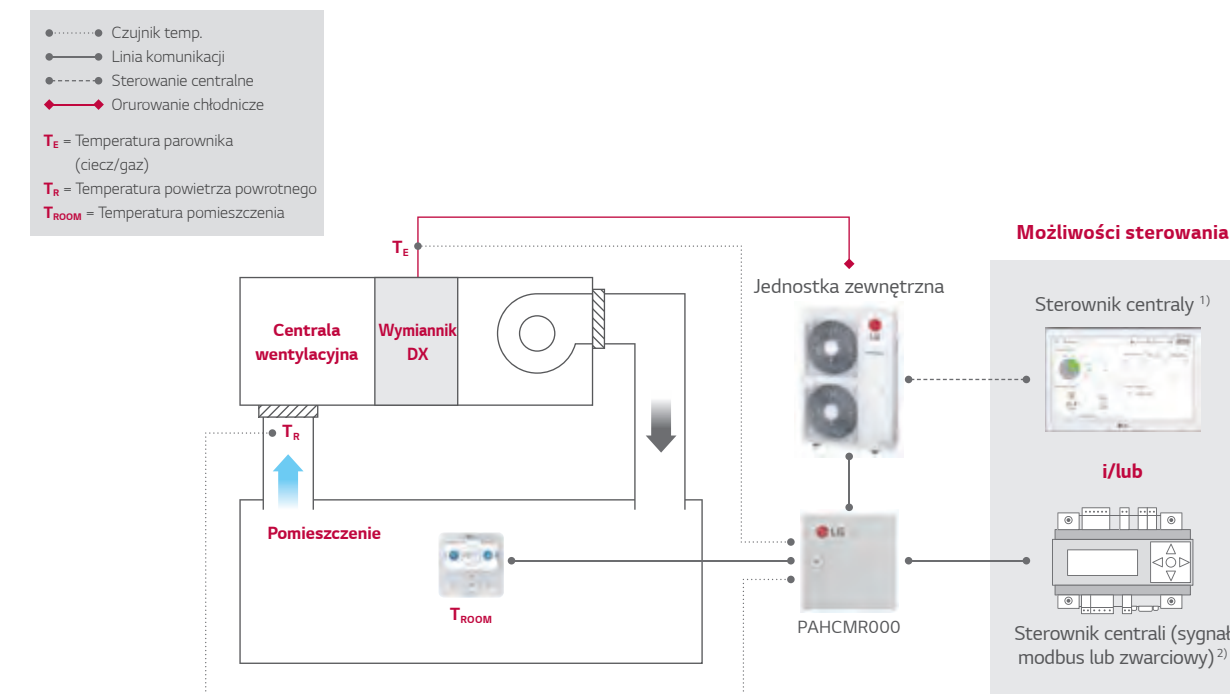 Czujnik temp.
Linia komunikacji
Sterowanie centralne
Orurowanie chłodnicze
TE = Temperatura parownika
(ciecz/gaz)
TR = Temperatura powietrza powrotnego
TROOM = Temperatura pomieszczenia
Możliwości sterowania
TE
Jednostka zewnętrzna
Sterownik centraly 1)
Centrala
wentylacyjna
Wymiannik
DX
LG
TR
i/lub
Pomieszczenie
LG
TROOM
PAHCMR000
Sterownik centrali (sygnał
modbus lub zwarciowy) 2)